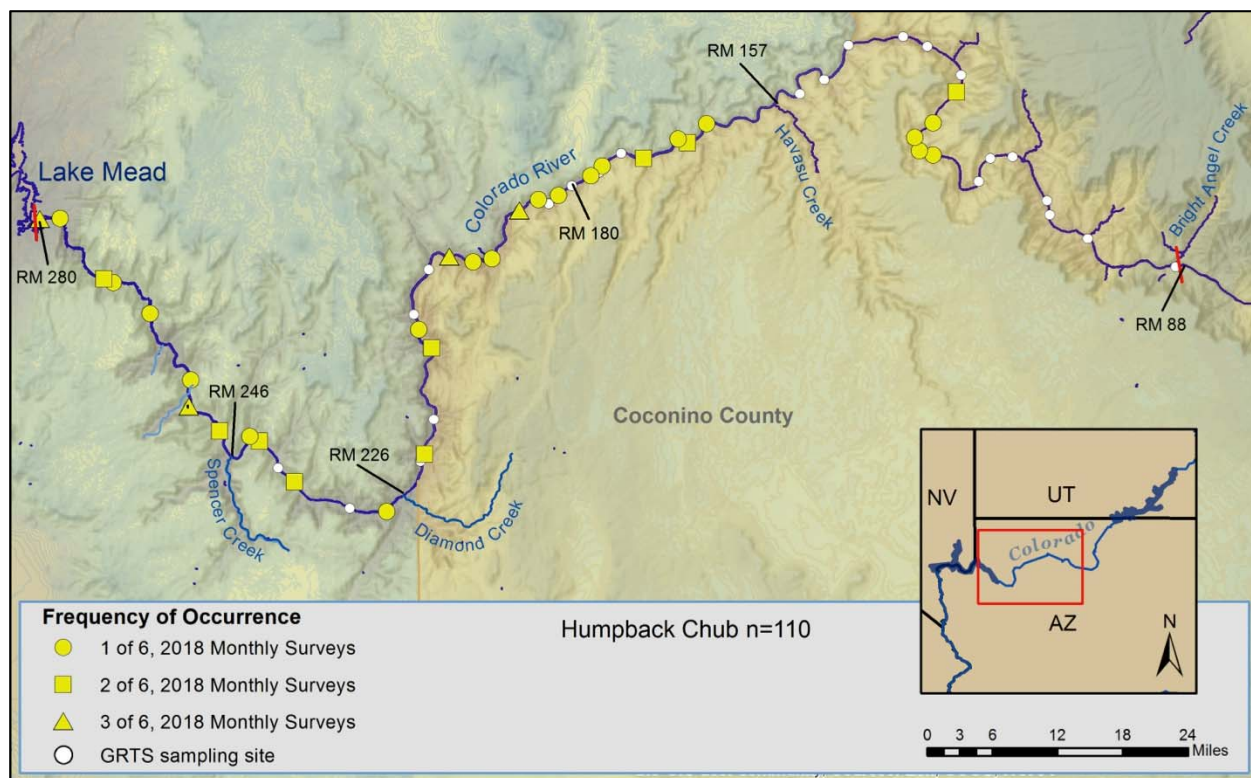 RM 157
Havasu Creek
Bright Angel Creek
Lake Mead
Colorado River
RM 180
RM 280
RM 88
RM 246
Coconino County
RM 226
Spencer Creek
Diamond Creek
NV
UT
Colorado
AZ
N
Frequency of Occurrence
Humpback Chub n=110
1 of 6, 2018 Monthly Surveys
2 of 6, 2018 Monthly Surveys
3 of 6, 2018 Monthly Surveys
GRTS sampling site
0 3 6 12 18 24
Miles